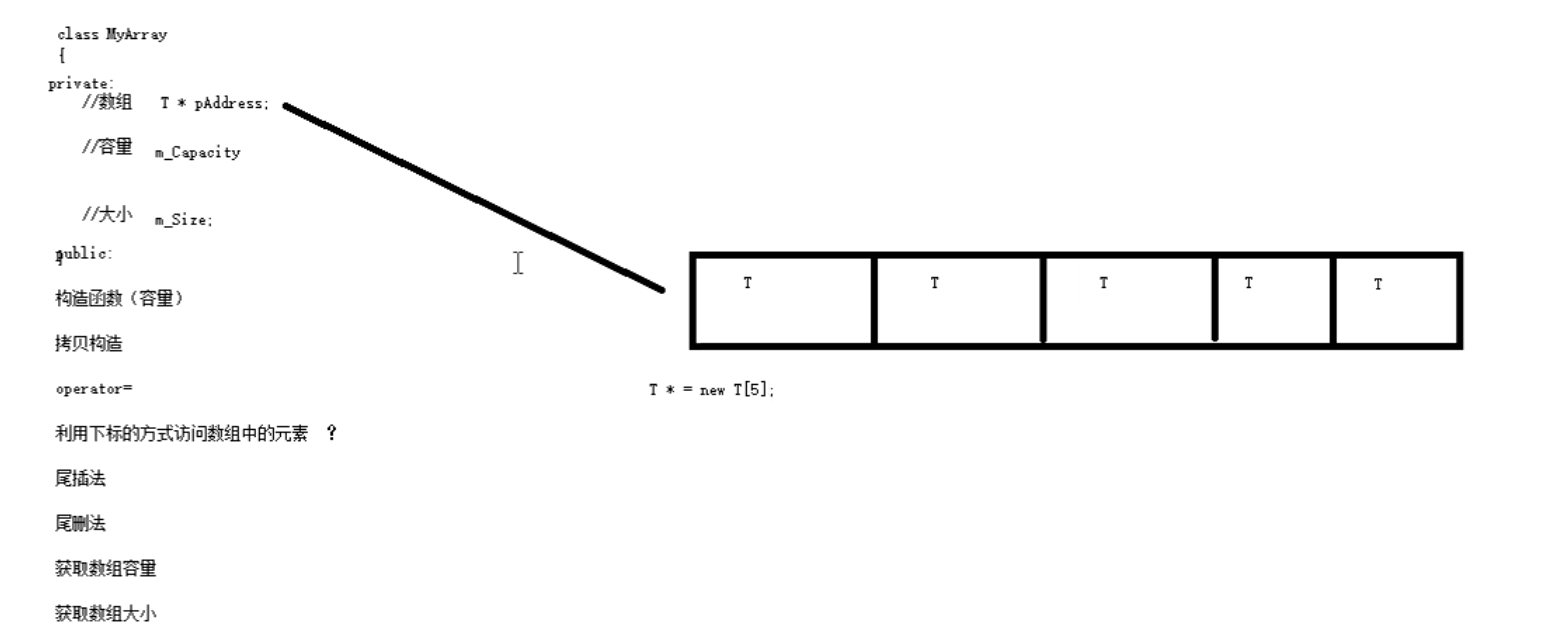 class MyArray
{
private:
//数组 T * pAddress;
//容量 m_Capacity
//大小 m_Size;
public:
构造函数（容量）
拷贝构造
operator=
利用下标的方式访问数组中的元素 ？
尾插法
尾删法
获取数组容量
获取数组大小
T T T T T
T * = new T[5];